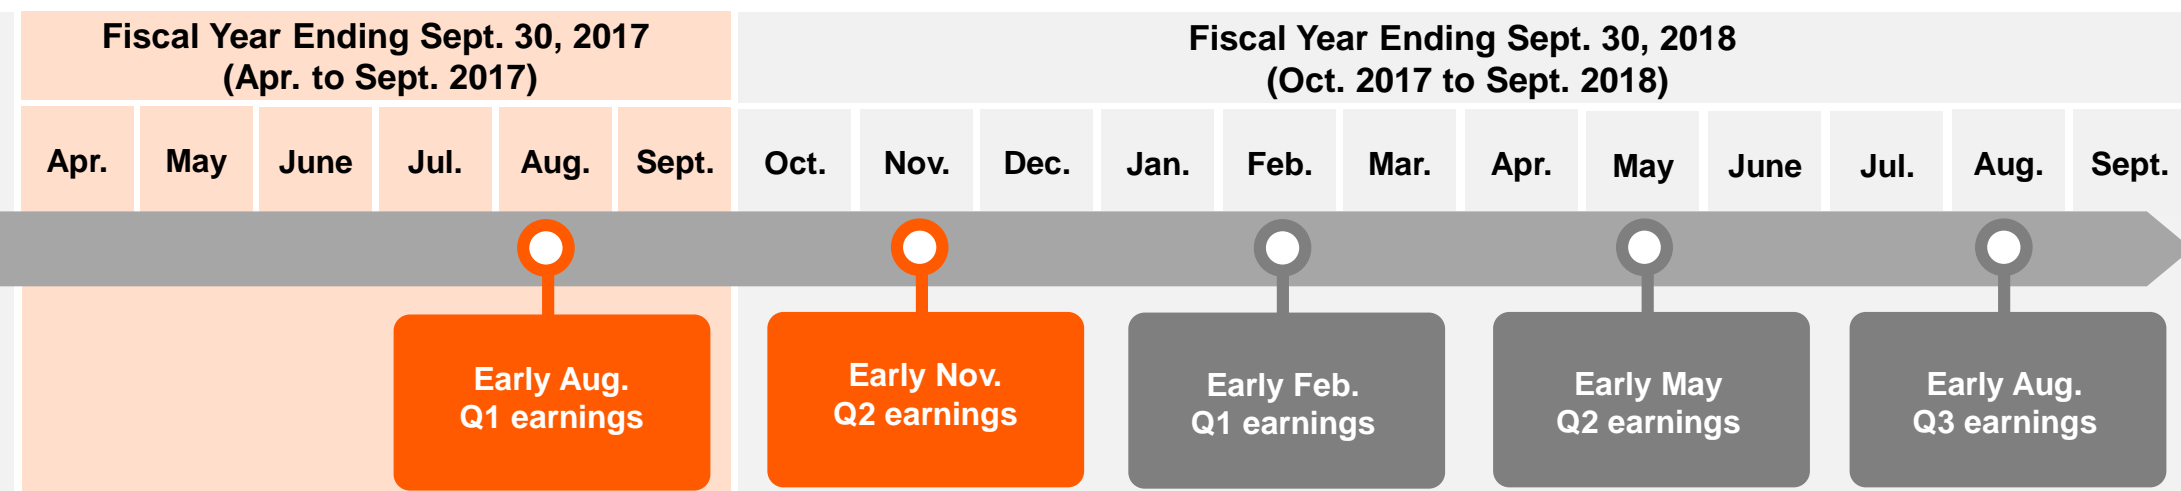 Fiscal Year Ending Sept. 30, 2017
(Apr. to Sept. 2017)
Fiscal Year Ending Sept. 30, 2018
(Oct. 2017 to Sept. 2018)
Apr. May June Jul. Aug. Sept. Oct. Nov. Dec. Jan. Feb. Mar. Apr. May June Jul. Aug. Sept.
Early Aug.
Q1 earnings
Early Nov.
Q2 earnings
Early Feb.
Q1 earnings
Early May
Q2 earnings
Early Aug.
Q3 earnings